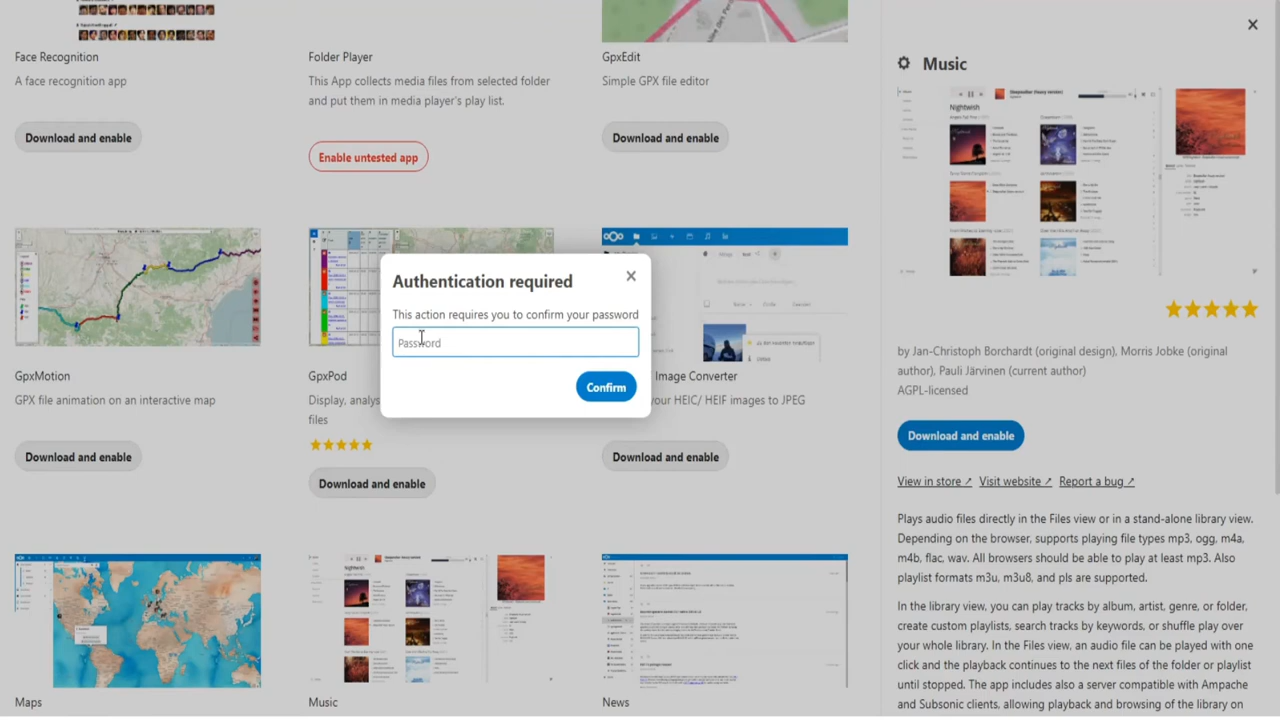 Face Recognition
A face recognition app
Download and enable
Folder Player
This App collects media files from selected folder
and put them in media player's play list.
Enable untested app
GpxEdit
Simple GPX file editor
Download and enable
GpxMotion
GPX file animation on an interactive map
Download and enable
GpxPod
Display, analys
files
Download and enable
Image Converter
your HEIC/ HEIF images to JPEG
Download and enable
Authentication required
This action requires you to confirm your password
Password
Confirm
Maps
Music
News
Music
Nightwish
by Jan-Christoph Borchardt (original design), Morris Jobke (original
author), Pauli Järvinen (current author)
AGPL-licensed
Download and enable
View in store ↗ Visit website ↗ Report a bug ↗
Plays audio files directly in the Files view or in a stand-alone library view.
Depending on the browser, supports playing file types mp3, ogg, m4a,
m4b, flac, wav. All browsers should be able to play at least mp3. Also
playlist formats m3u, m3u8, and pls are supported.
In the library view, you can play tracks by album, artist, genre, or folder,
create custom playlists, search tracks by keywords, or shuffle play over
your whole library. In the Files view, an audio file can be played with one
click and the playback continues to the next files of the folder or playlist
until stopped. The app includes also a server compatible with Ampache
and Subsonic clients, allowing playback and browsing of the library on